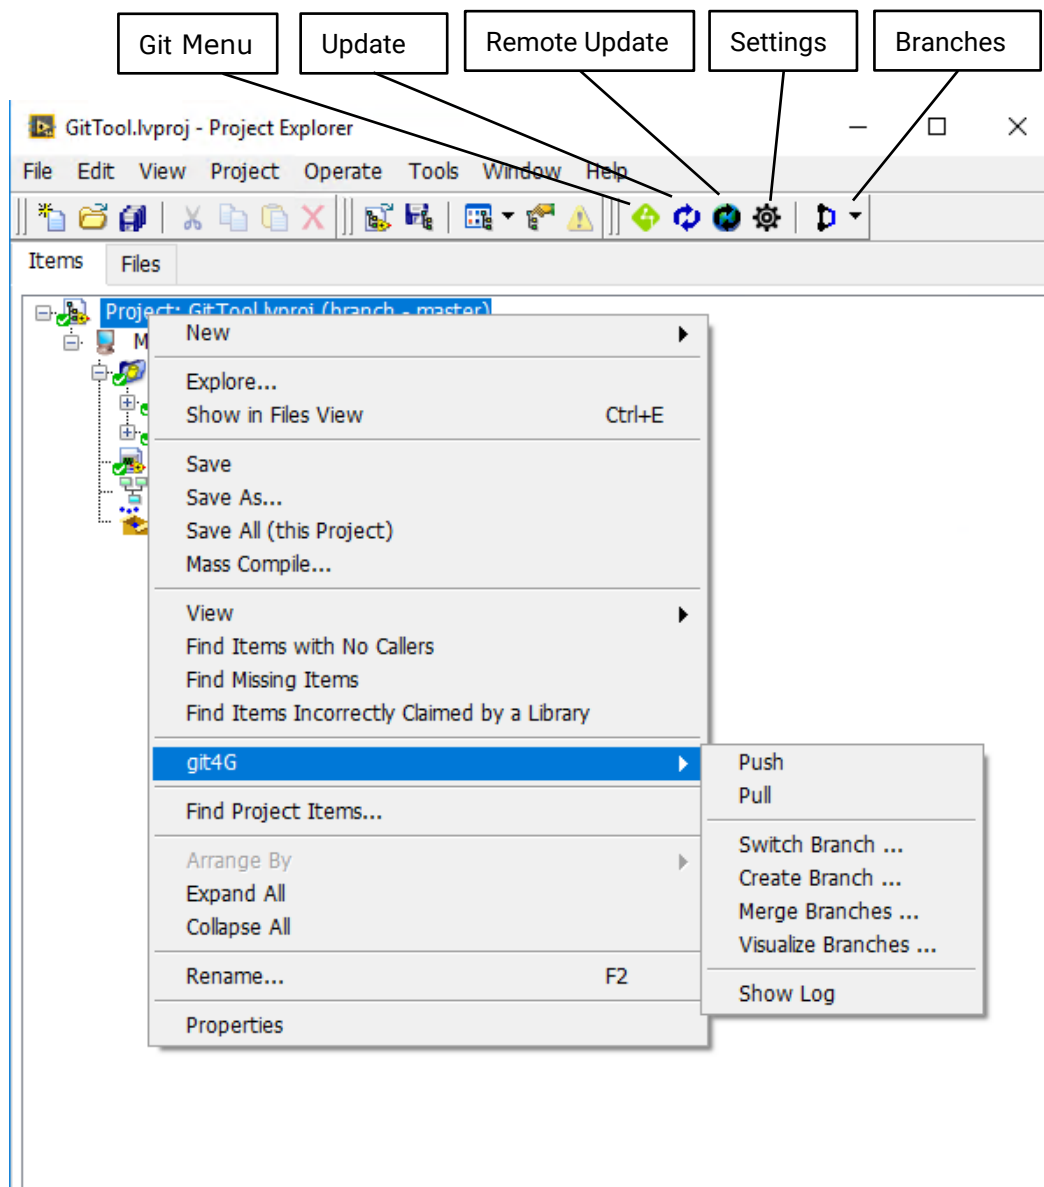 Git Menu
Update
Remote Update
Settings
Branches
GitTool.lvproj - Project Explorer
File Edit View Project Operate Tools Window Help
Items Files
Project: GitTool.lvproj (branch - master)
M
New
Explore...
Show in Files View Ctrl+E
Save
Save As...
Save All (this Project)
Mass Compile...
View
Find Items with No Callers
Find Missing Items
Find Items Incorrectly Claimed by a Library
git4G
Find Project Items...
Arrange By
Expand All
Collapse All
Rename... F2
Properties
Push
Pull
Switch Branch ...
Create Branch ...
Merge Branches ...
Visualize Branches ...
Show Log